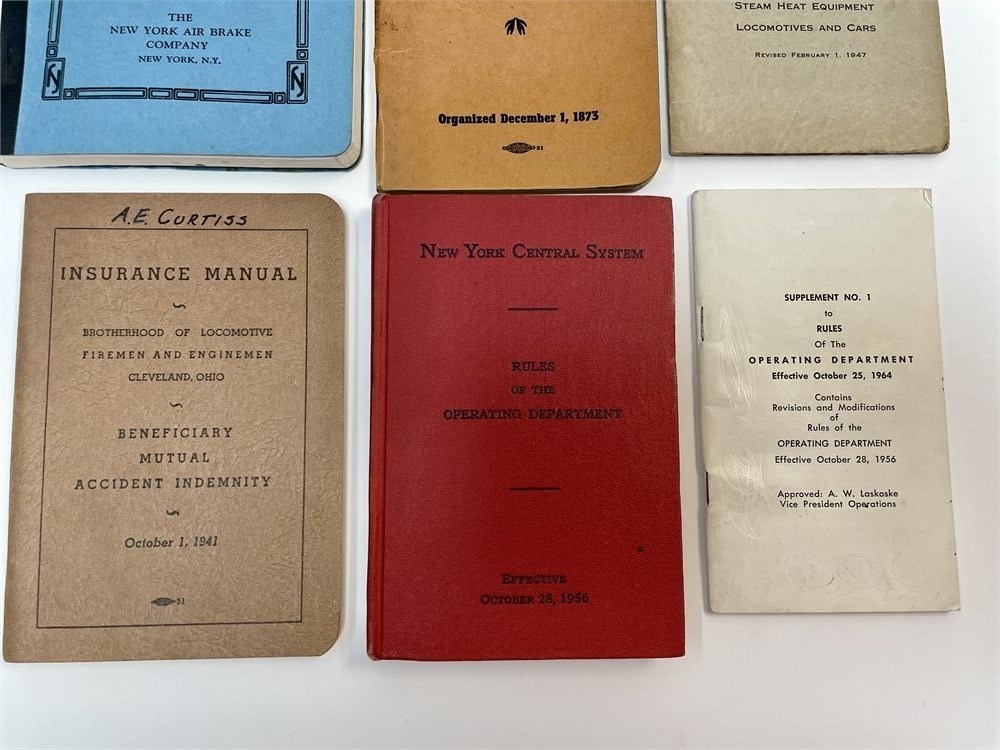 THE
NEW YORK AIR BRAKE
COMPANY
NEW YORK, N.Y.
NY
NY
Organized December 1, 1873
51
STEAM HEAT EQUIPMENT
LOCOMOTIVES AND CARS
REVISED FEBRUARY 1, 1947
A.E. CURTISS
INSURANCE MANUAL
BROTHERHOOD OF LOCOMOTIVE
FIREMEN AND ENGINEMEN
CLEVELAND, OHIO
BENEFICIARY
MUTUAL
ACCIDENT INDEMNITY
October 1, 1941
51
NEW YORK CENTRAL SYSTEM
RULES
OF THE
OPERATING DEPARTMENT
EFFECTIVE
OCTOBER 28, 1956
SUPPLEMENT NO. 1
to
RULES
Of The
OPERATING DEPARTMENT
Effective October 25, 1964
Contains
Revisions and Modifications
of
Rules of the
OPERATING DEPARTMENT
Effective October 28, 1956
Approved: A. W. Laskoske
Vice President Operations